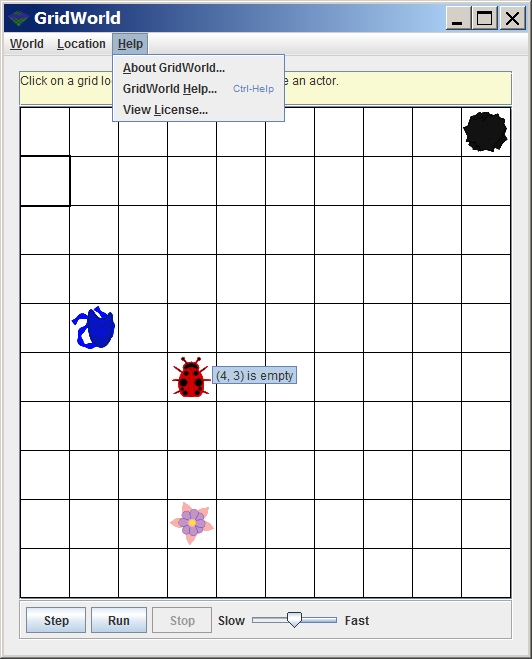 GridWorld
World Location Help
About GridWorld...
Click on a grid lo
e an actor.
GridWorld Help... Ctrl-Help
View License...
(4, 3) is empty
Step Run Stop Slow Fast